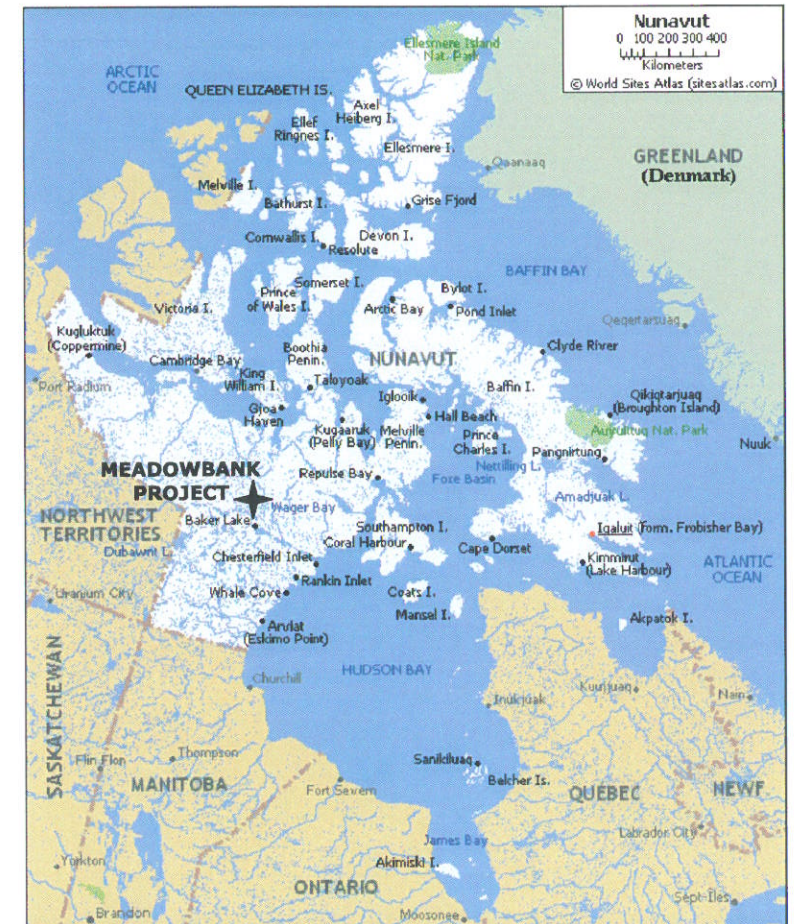 Nunavut
0 100 200 300 400
Kilometers
© World Sites Atlas (sitesatlas.com)
Ellesmere Island
Nat. Park
ARCTIC
OCEAN
QUEEN ELIZABETH IS.
Axel
Heiberg I.
Ellef
Ringnes I.
Ellesmere I.
Qaanaaq
GREENLAND
(Denmark)
Melville I.
Bathurst I.
Grise Fjord
Cornwallis I.
Devon I.
Resolute
BAFFIN BAY
Somerset I.
Bylot I.
Prince
of Wales I.
Victoria I.
Arctic Bay
Pond Inlet
Qeqertarsuaq
Kugluktuk
(Coppermine)
Boothia
Penin.
Clyde River
NUNAVUT
Cambridge Bay
King
William I.
Taloyoak
Baffin I.
Port Radium
Igloolik
Qikiqtarjuaq
(Broughton Island)
Gjoa
Haven
Hall Beach
Kugaaruk
(Pelly Bay)
Melville
Penin.
Prince
Charles I.
Auyuittuq Nat. Park
Pangnirtung
Nuuk
MEADOWBANK
PROJECT
Repulse Bay
Nettilling L.
Foxe Basin
Wager Bay
Amadjuak L.
NORTHWEST
TERRITORIES
Baker Lake
Southampton I.
Iqaluit (form. Frobisher Bay)
Dubawnt L.
Coral Harbour
Cape Dorset
Chesterfield Inlet
Kimmirut
(Lake Harbour)
ATLANTIC
OCEAN
Rankin Inlet
Uranium City
Whale Cove
Coats I.
Mansel I.
Akpatok I.
Arviat
(Eskimo Point)
HUDSON BAY
Churchill
Kuujjuaq
Nain
Inukjuak
SASKATCHEWAN
Sanikiluaq
Flin Flon
Thompson
Belcher Is.
MANITOBA
Fort Severn
QUÉBEC
NEWF
Labrador City
James Bay
Yorkton
Akimiski I.
ONTARIO
Sept-Îles
Brandon
Moosonee